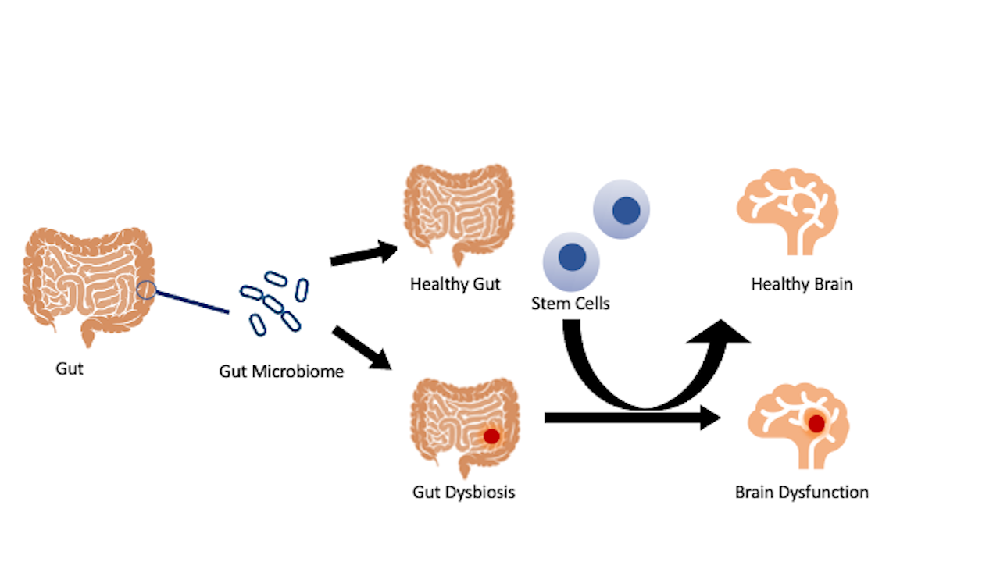 Healthy Gut
Stem Cells
Healthy Brain
Gut
Gut Microbiome
Gut Dysbiosis
Brain Dysfunction